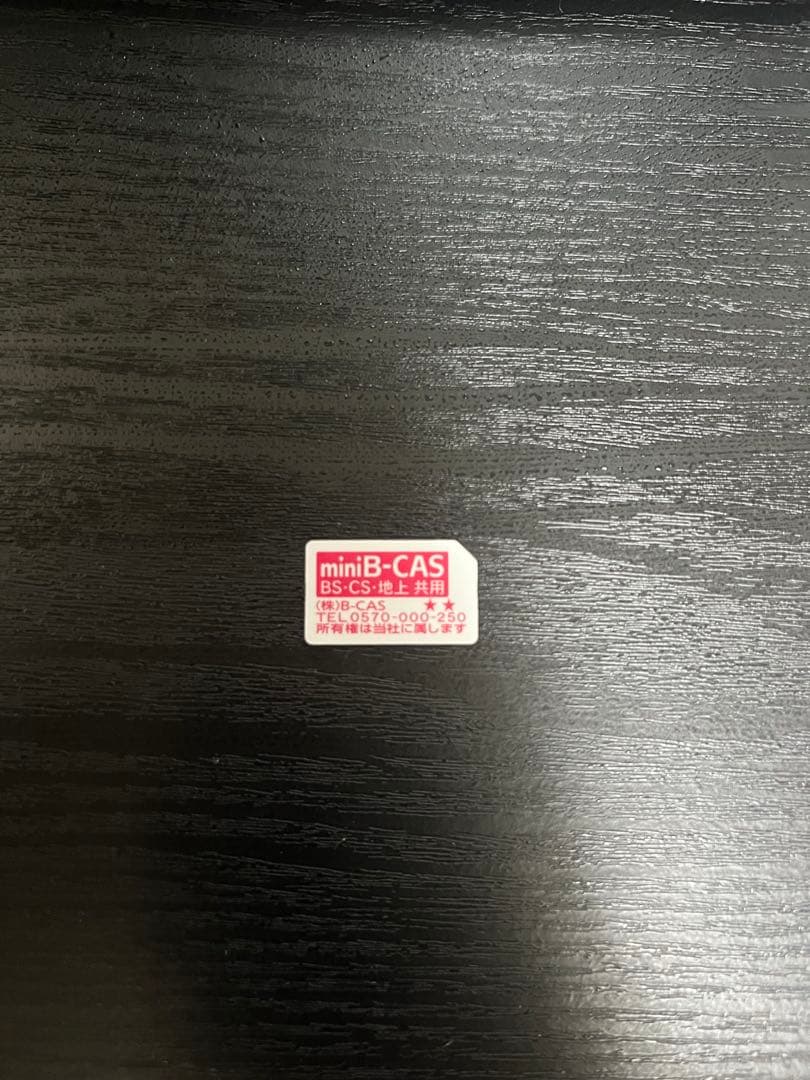 miniB-CAS
BS・CS・地上 共用
(株)B-CAS ★★
TEL 0570-000-250
所有権は当社に属します